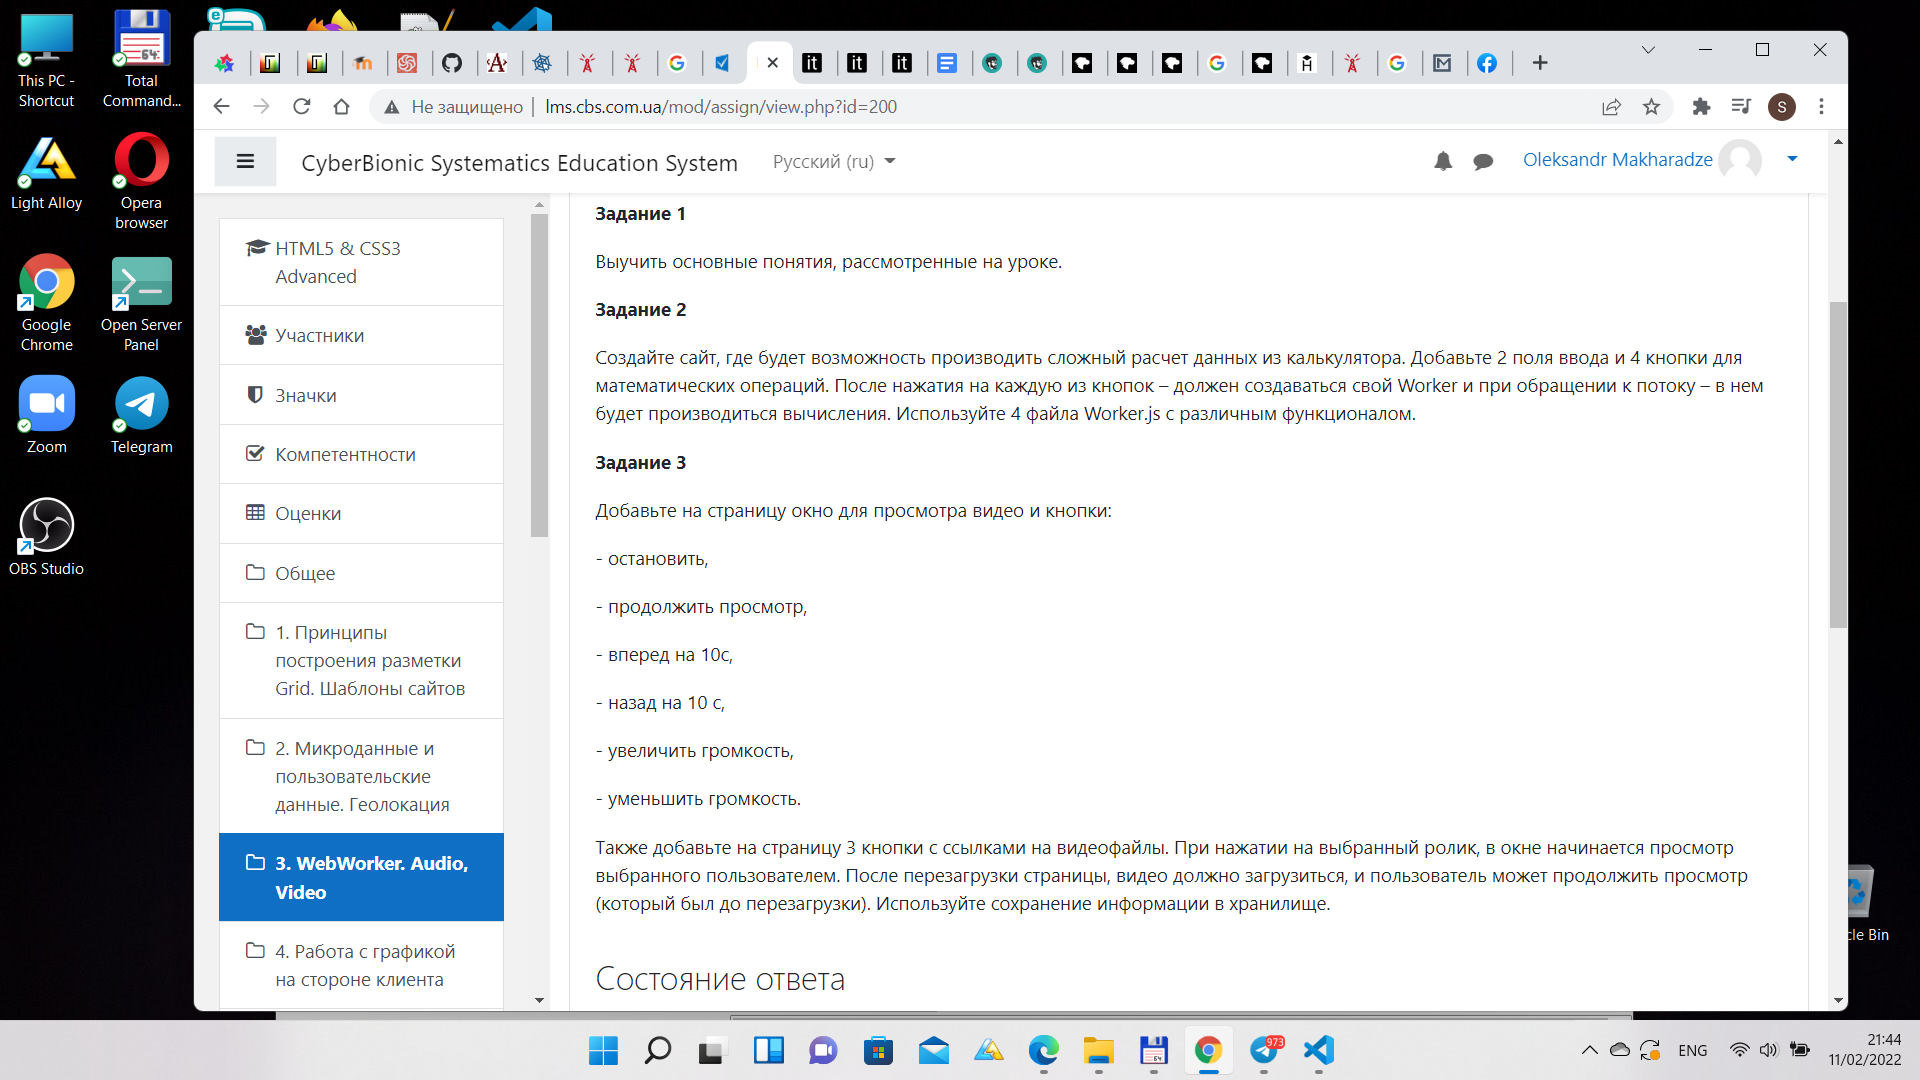 This PC -
Shortcut
Total
Command...
Light Alloy
Opera
browser
Google
Chrome
Open Server
Panel
Zoom
Telegram
OBS Studio
Не защищено | lms.cbs.com.ua/mod/assign/view.php?id=200
S
CyberBionic Systematics Education System
Русский (ru)
Oleksandr Makharadze
HTML5 & CSS3
Advanced
Участники
Значки
Компетентности
Оценки
Общее
1. Принципы
построения разметки
Grid. Шаблоны сайтов
2. Микроданные и
пользовательские
данные. Геолокация
3. WebWorker. Audio,
Video
4. Работа с графикой
на стороне клиента
Задание 1
Выучить основные понятия, рассмотренные на уроке.
Задание 2
Создайте сайт, где будет возможность производить сложный расчет данных из калькулятора. Добавьте 2 поля ввода и 4 кнопки для
математических операций. После нажатия на каждую из кнопок – должен создаваться свой Worker и при обращении к потоку – в нем
будет производиться вычисления. Используйте 4 файла Worker.js с различным функционалом.
Задание 3
Добавьте на страницу окно для просмотра видео и кнопки:
- остановить,
- продолжить просмотр,
- вперед на 10с,
- назад на 10 с,
- увеличить громкость,
- уменьшить громкость.
Также добавьте на страницу 3 кнопки с ссылками на видеофайлы. При нажатии на выбранный ролик, в окне начинается просмотр
выбранного пользователем. После перезагрузки страницы, видео должно загрузиться, и пользователь может продолжить просмотр
(который был до перезагрузки). Используйте сохранение информации в хранилище.
Состояние ответа
cle Bin
973
ENG
21:44
11/02/2022